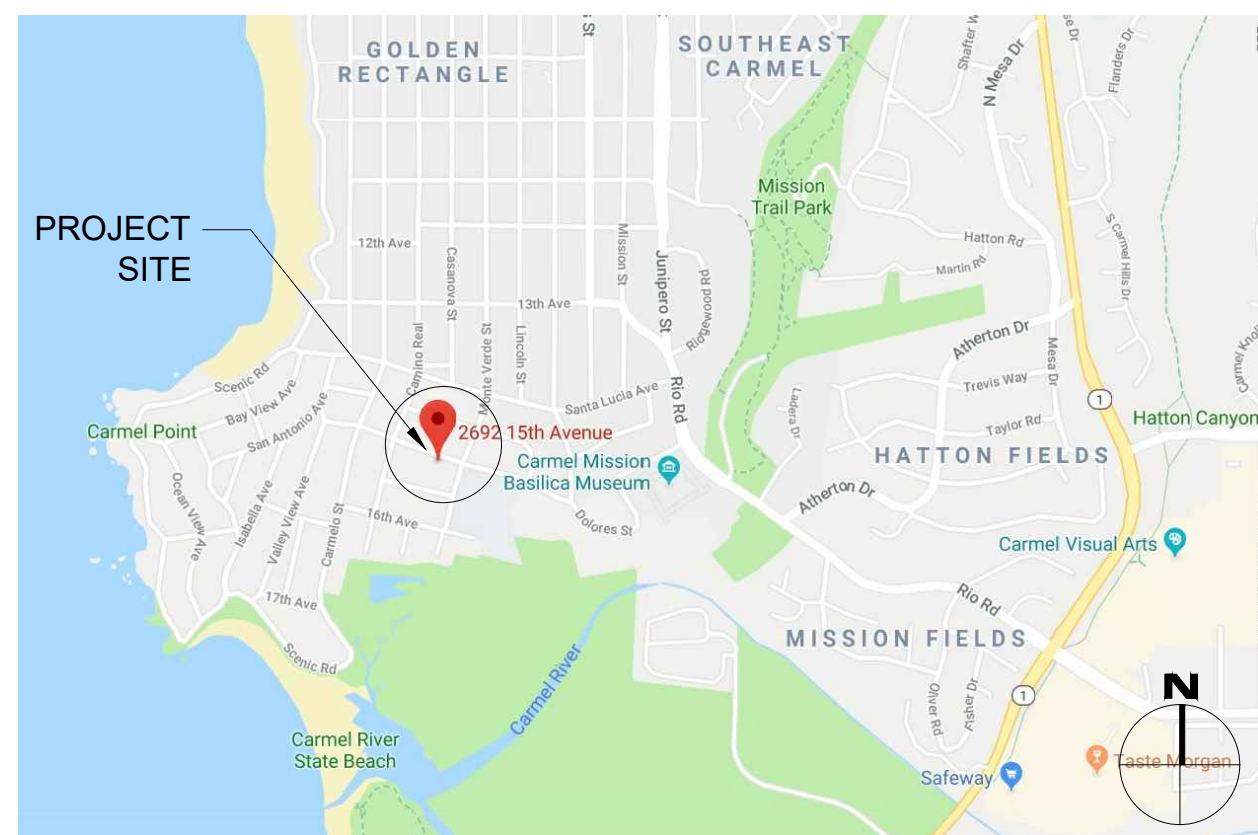 s St
GOLDEN
RECTANGLE
SOUTHEAST
CARMEL
Shafter W
N Mesa Dr
Flanders Dr
Mission
Trail Park
PROJECT
SITE
12th Ave
Casanova St
Mission St
Junipero St
Ridgewood Rd
Hatton Rd
Martin Rd
S Carmel Hills Dr
13th Ave
Camino Real
Monte Verde St
Lincoln St
Atherton Dr
Mesa Dr
Carmel Knol
Scenic Rd
Bay View Ave
San Antonio Ave
Santa Lucia Ave
Rio Rd
Ladera Dr
Trevis Way
1
Taylor Rd
Hatton Canyon
Carmel Point
2692 15th Avenue
Carmel Mission
Basilica Museum
HATTON FIELDS
Ocean View Ave
Isabella Ave
Valley View Ave
Carmelo St
16th Ave
Dolores St
Atherton Dr
Carmel Visual Arts
17th Ave
Rio Rd
Scenic Rd
MISSION FIELDS
Carmel River
Oliver Rd
Fisher Dr
1
N
Carmel River
State Beach
Safeway
Taste Morgan